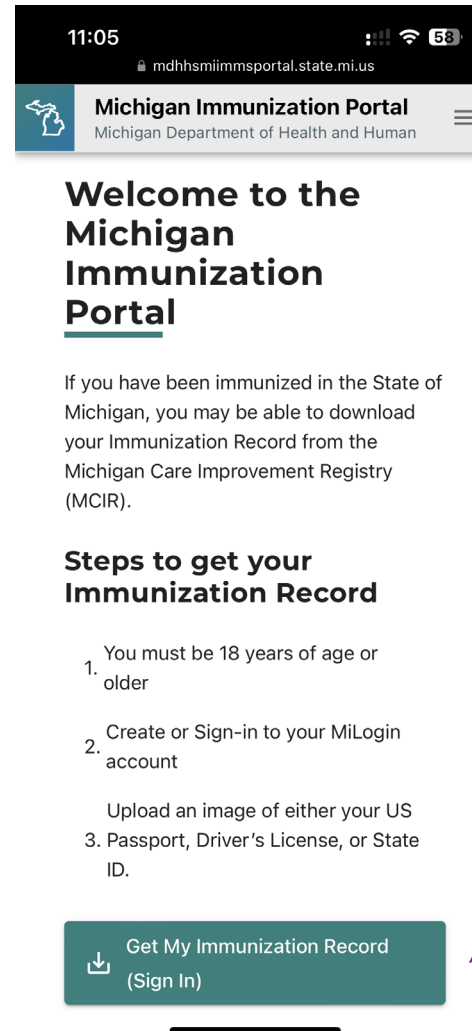 11:05
58
mdhhsmiimmsportal.state.mi.us
Michigan Immunization Portal
Michigan Department of Health and Human
Welcome to the
Michigan
Immunization
Portal
If you have been immunized in the State of
Michigan, you may be able to download
your Immunization Record from the
Michigan Care Improvement Registry
(MCIR).
Steps to get your
Immunization Record
1. You must be 18 years of age or
older
2. Create or Sign-in to your MiLogin
account
3. Upload an image of either your US
Passport, Driver’s License, or State
ID.
Get My Immunization Record
(Sign In)